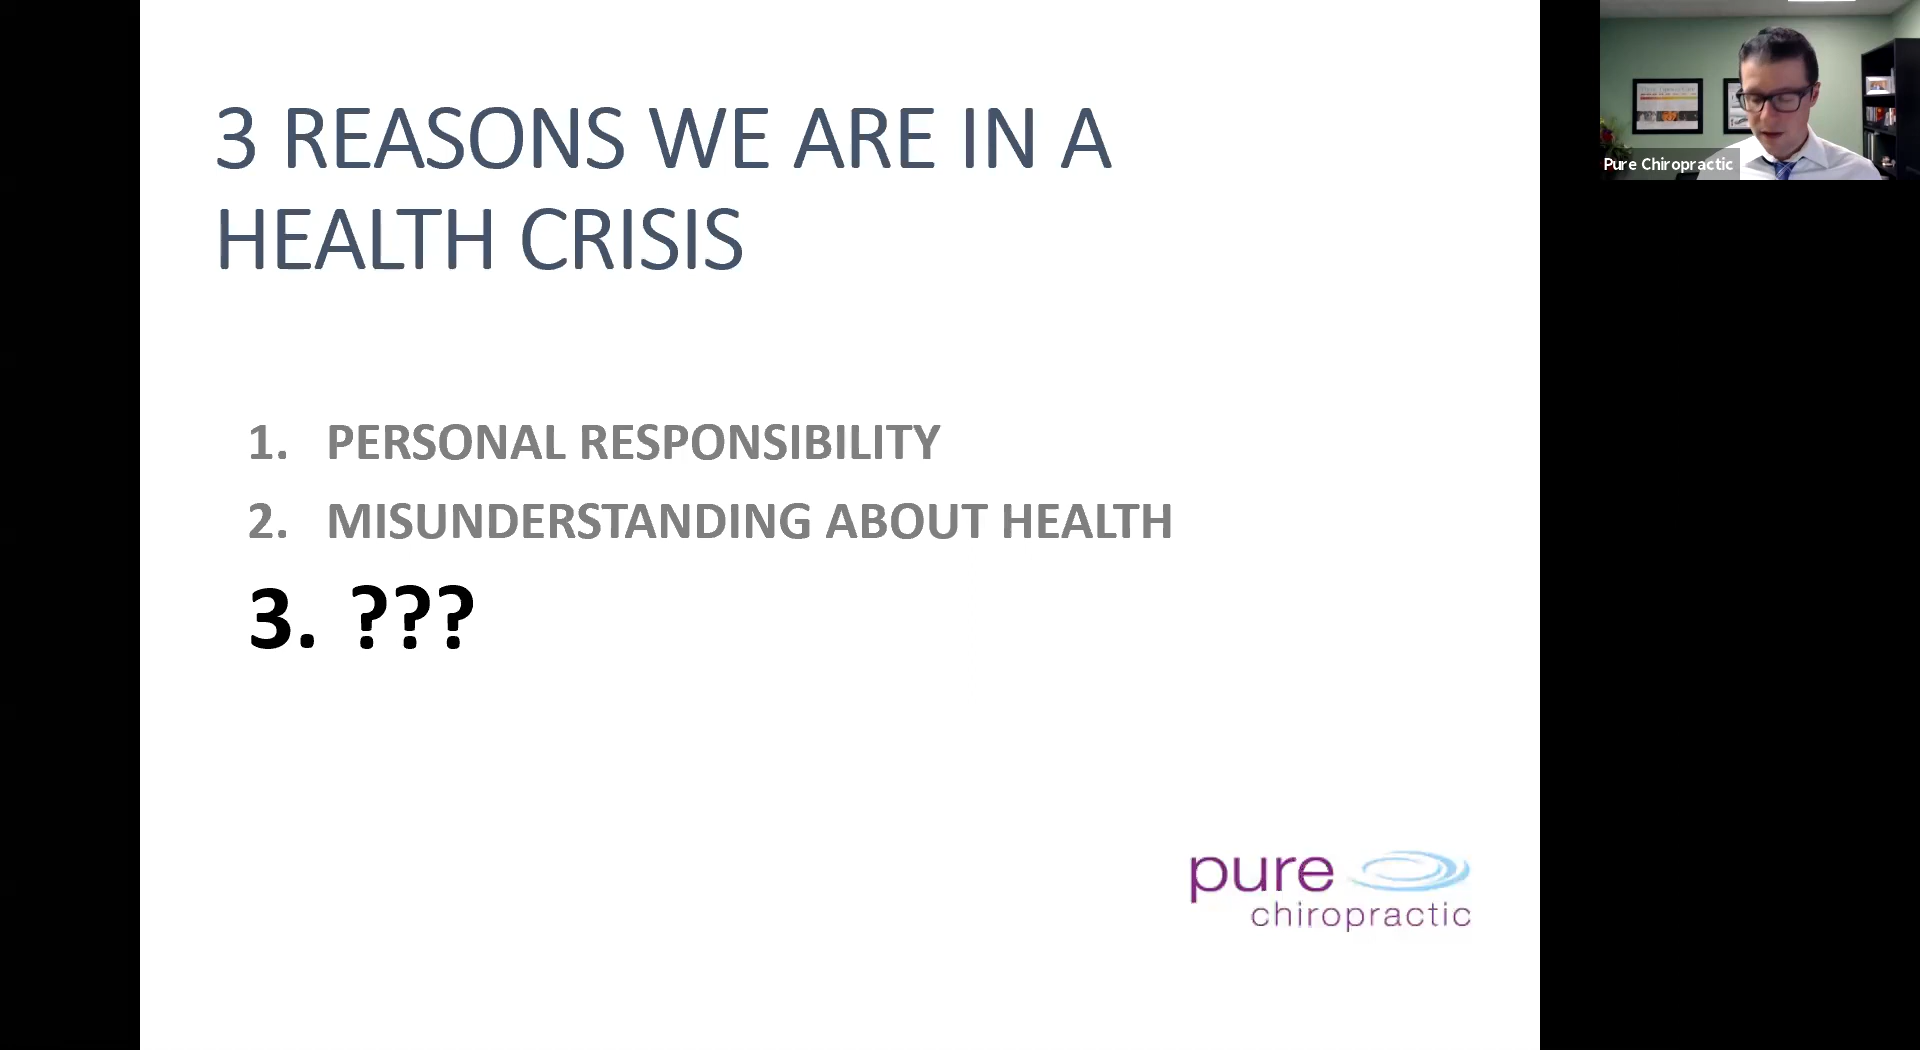 3 REASONS WE ARE IN A
HEALTH CRISIS
1. PERSONAL RESPONSIBILITY
2. MISUNDERSTANDING ABOUT HEALTH
3. ???
pure
chiropractic
Pure Chiropractic